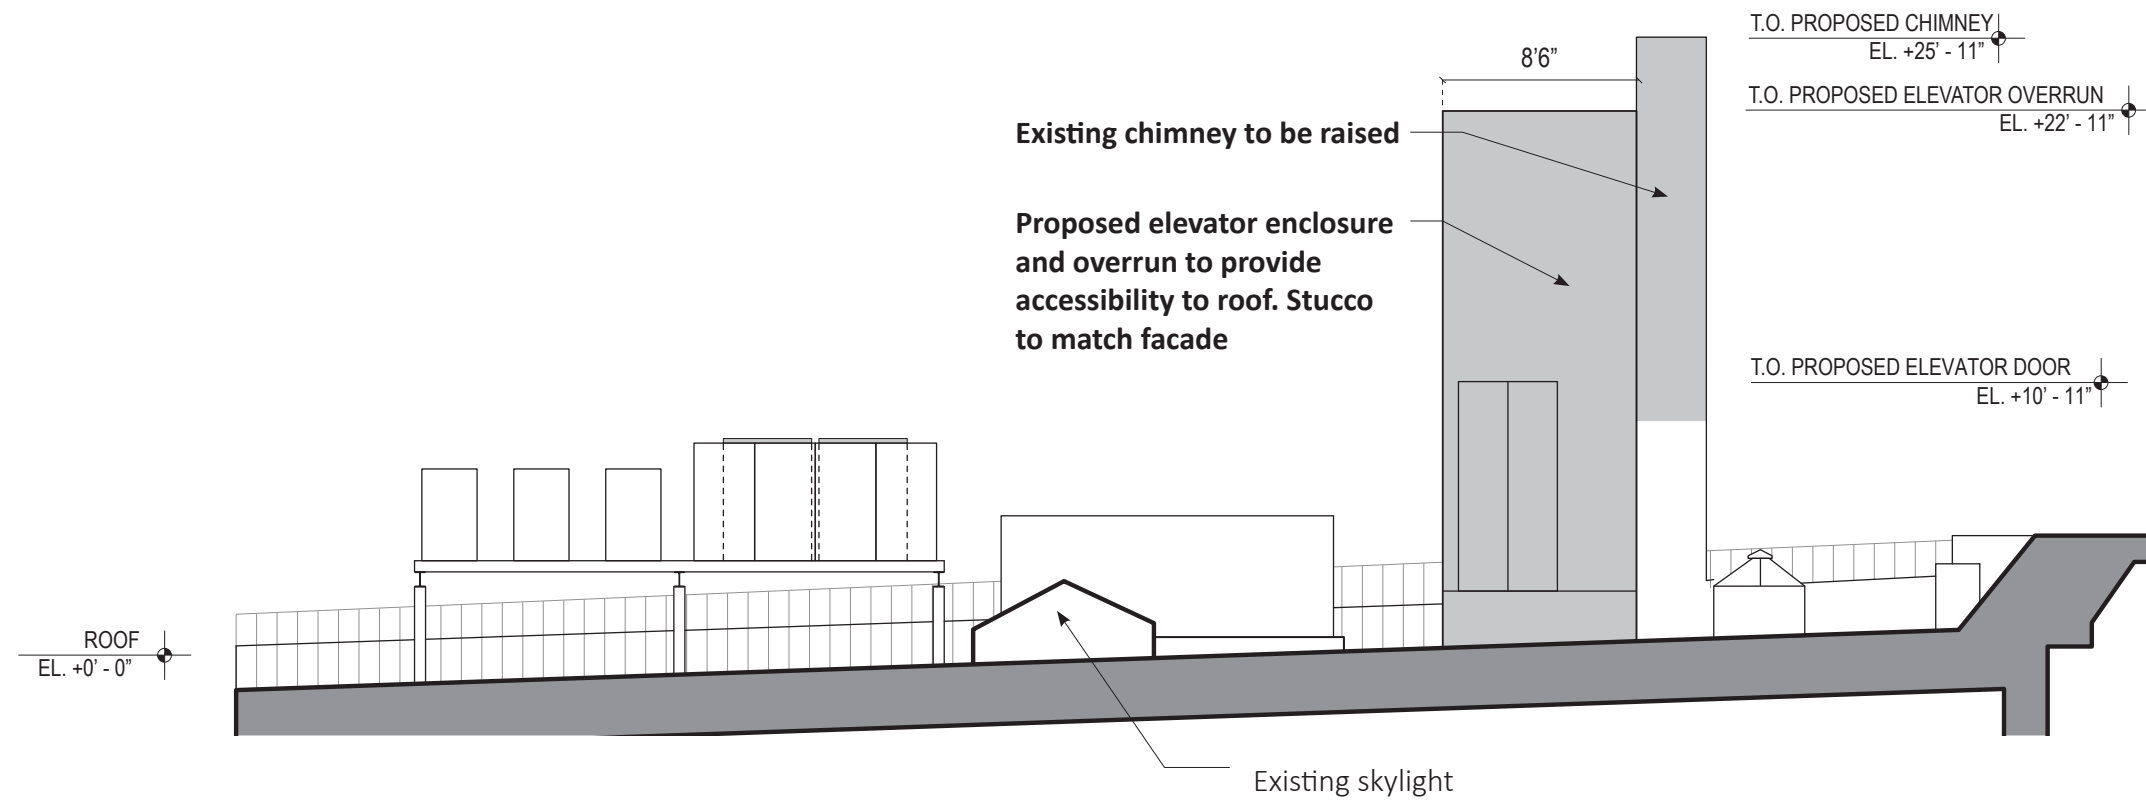 T.O. PROPOSED CHIMNEY
EL. +25’ - 11”
8’6”
T.O. PROPOSED ELEVATOR OVERRUN
EL. +22’ - 11”
Existing chimney to be raised
Proposed elevator enclosure
and overrun to provide
accessibility to roof. Stucco
to match facade
T.O. PROPOSED ELEVATOR DOOR
EL. +10’ - 11”
ROOF
EL. +0’ - 0”
Existing skylight